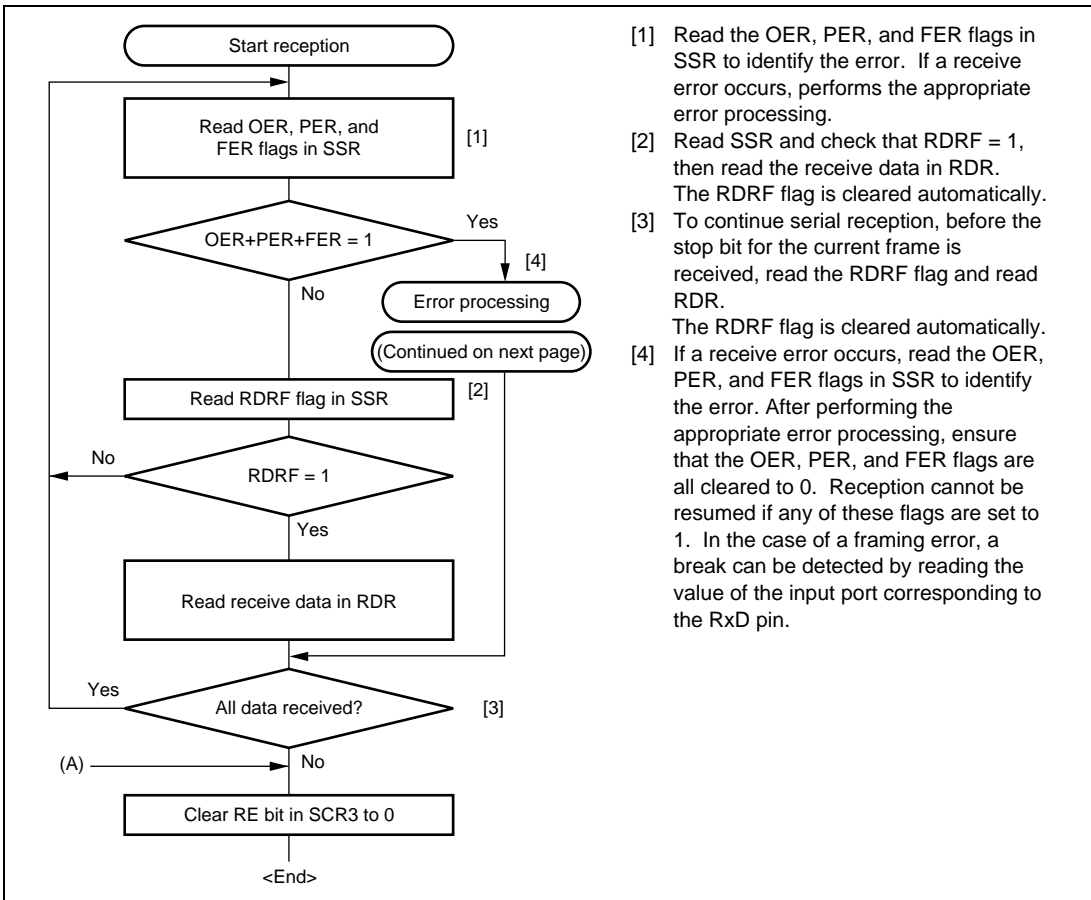 Start reception
Read OER, PER, and
FER flags in SSR
[1]
OER+PER+FER = 1
Yes
[4]
No
Error processing
(Continued on next page)
Read RDRF flag in SSR
[2]
No
RDRF = 1
Yes
Read receive data in RDR
Yes
All data received?
[3]
(A)
No
Clear RE bit in SCR3 to 0
<End>
[1] Read the OER, PER, and FER flags in
SSR to identify the error. If a receive
error occurs, performs the appropriate
error processing.
[2] Read SSR and check that RDRF = 1,
then read the receive data in RDR.
The RDRF flag is cleared automatically.
[3] To continue serial reception, before the
stop bit for the current frame is
received, read the RDRF flag and read
RDR.
The RDRF flag is cleared automatically.
[4] If a receive error occurs, read the OER,
PER, and FER flags in SSR to identify
the error. After performing the
appropriate error processing, ensure
that the OER, PER, and FER flags are
all cleared to 0. Reception cannot be
resumed if any of these flags are set to
1. In the case of a framing error, a
break can be detected by reading the
value of the input port corresponding to
the RxD pin.